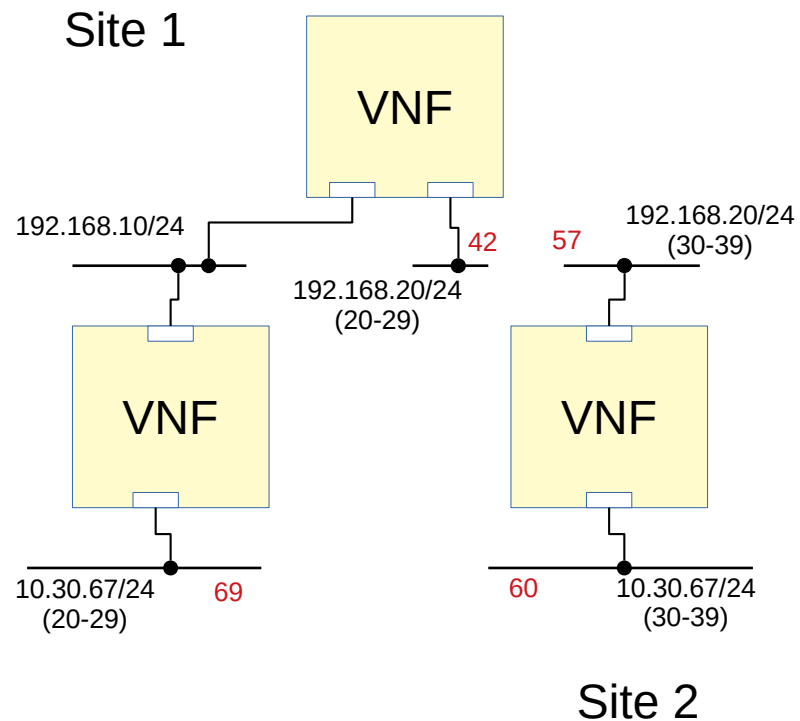 Site 1
VNF
192.168.10/24
42
57
192.168.20/24
(30-39)
192.168.20/24
(20-29)
VNF
VNF
10.30.67/24
(20-29)
69
60
10.30.67/24
(30-39)
Site 2